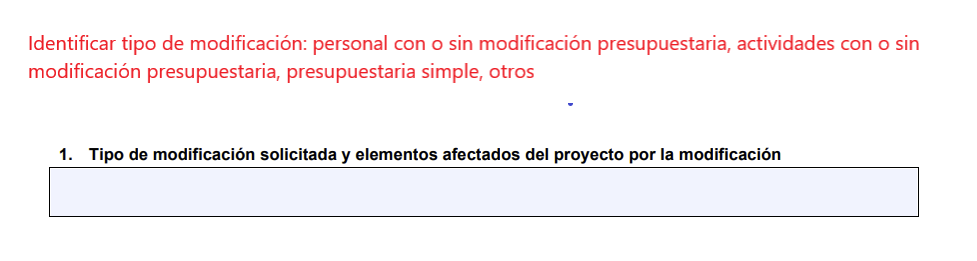 Identificar tipo de modificación: personal con o sin modificación presupuestaria, actividades con o sin
modificación presupuestaria, presupuestaria simple, otros
1. Tipo de modificación solicitada y elementos afectados del proyecto por la modificación